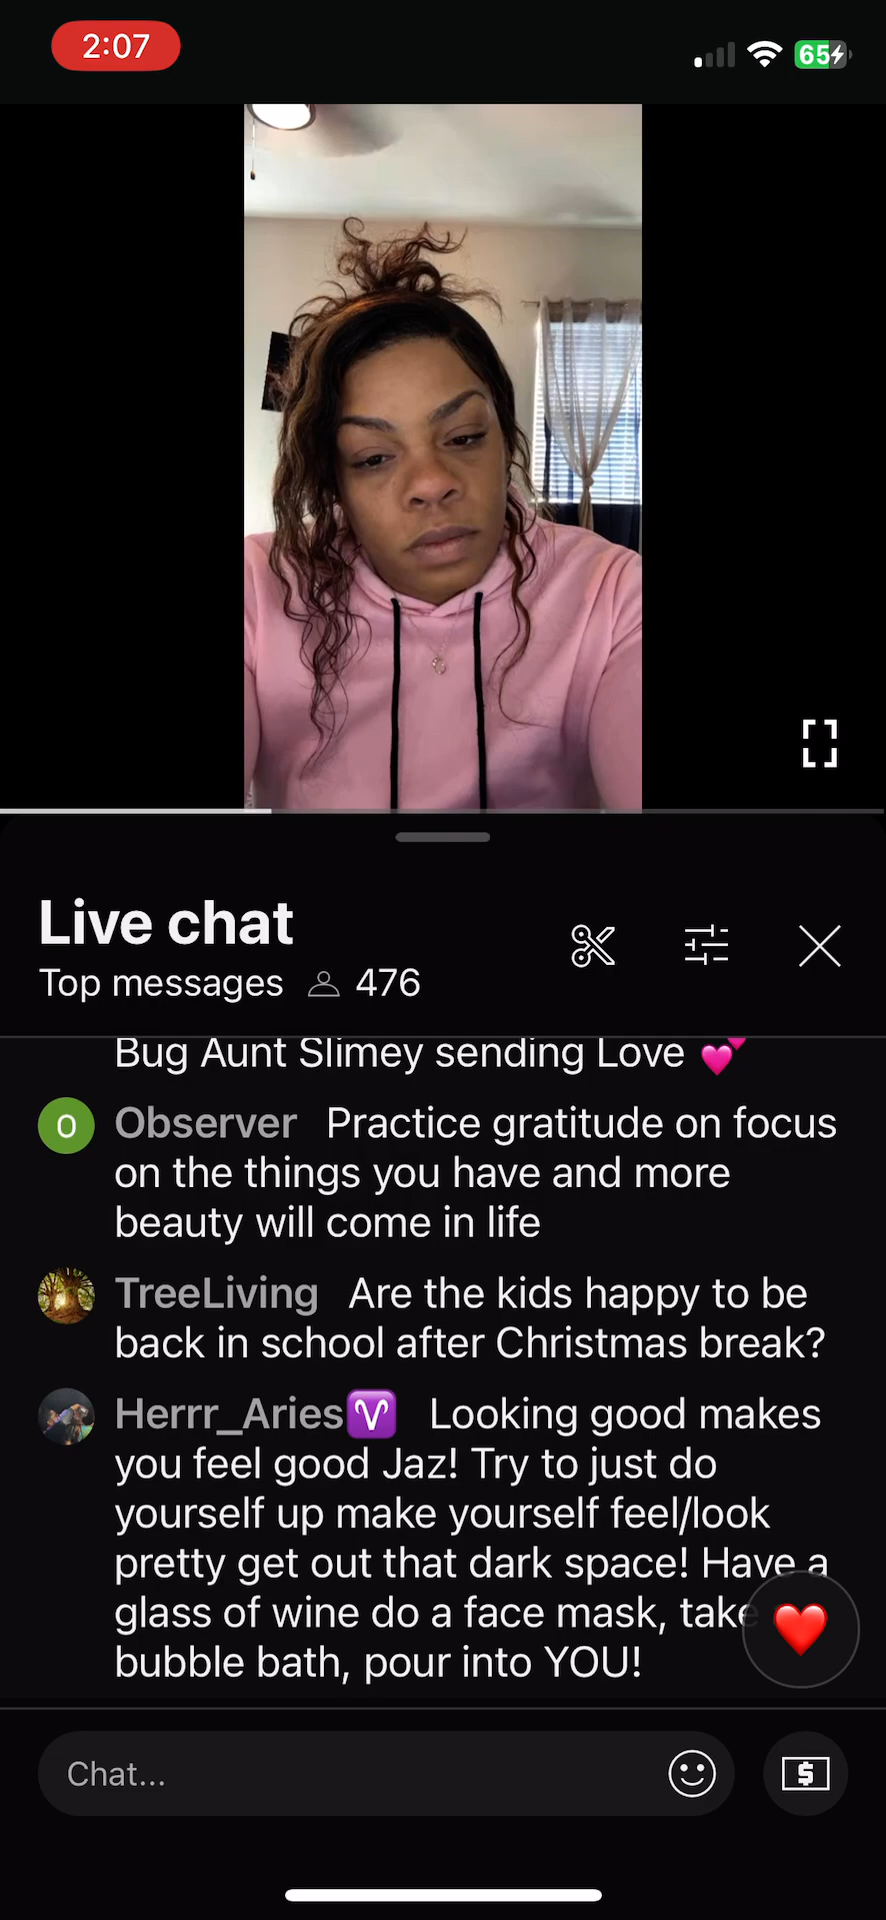 2:07
65
Live chat
Top messages 476
Bug Aunt Slimey sending Love 💕
O Observer Practice gratitude on focus
on the things you have and more
beauty will come in life
TreeLiving Are the kids happy to be
back in school after Christmas break?
Herrr_Aries♈ Looking good makes
you feel good Jaz! Try to just do
yourself up make yourself feel/look
pretty get out that dark space! Have a
glass of wine do a face mask, take
bubble bath, pour into YOU!
Chat...
$